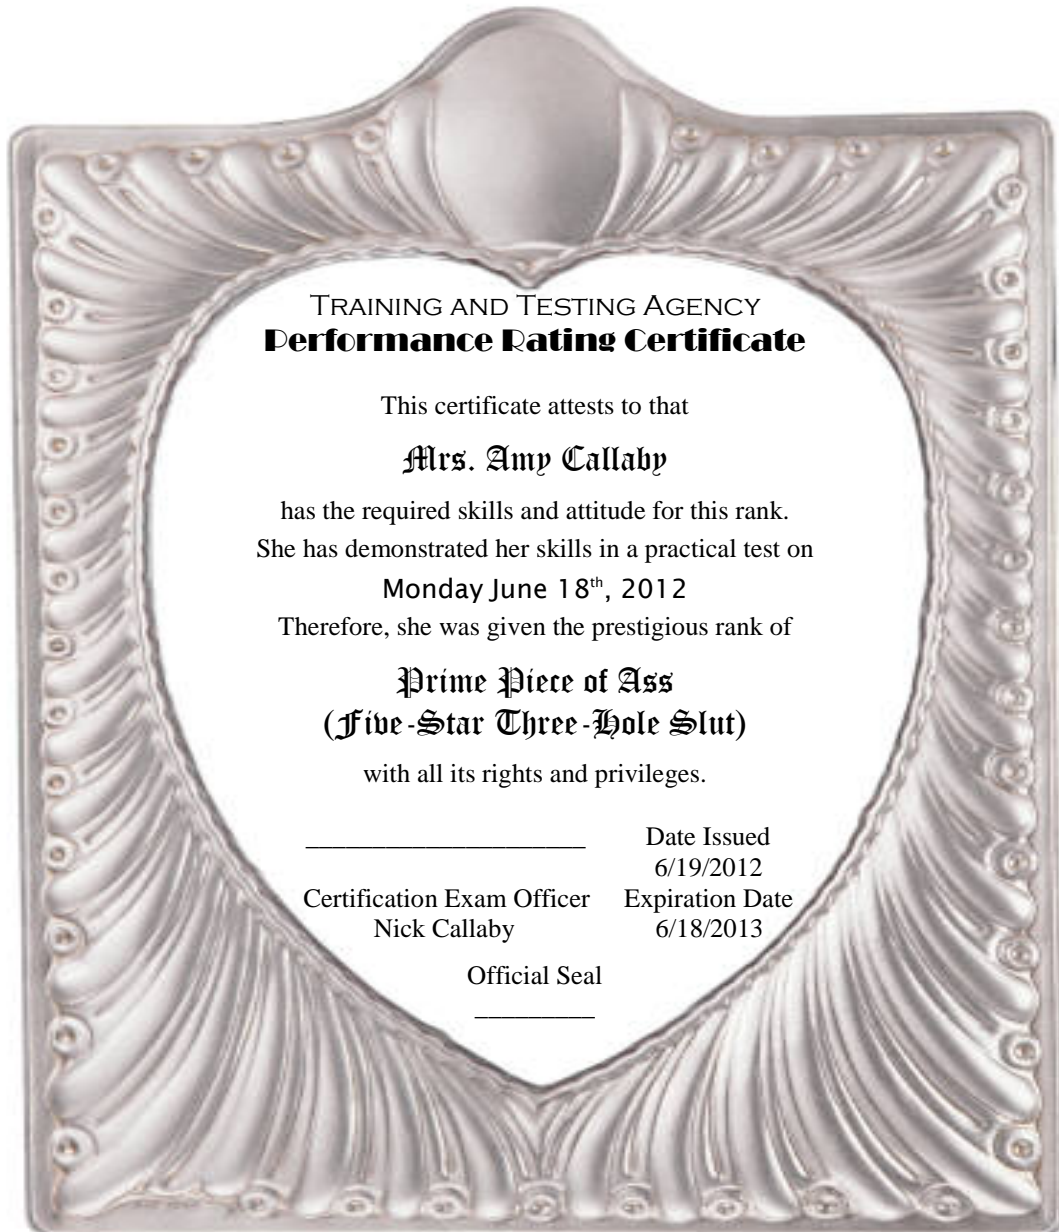 Training and Testing Agency
Performance Rating Certificate
This certificate attests to that
Mrs. Amy Callaby
has the required skills and attitude for this rank.
She has demonstrated her skills in a practical test on
Monday June 18th, 2012
Therefore, she was given the prestigious rank of
Prime Piece of Ass
(Five-Star Three-Hole Slut)
with all its rights and privileges.
_____________________ Date Issued
6/19/2012
Certification Exam Officer Expiration Date
Nick Callaby 6/18/2013
Official Seal
_________